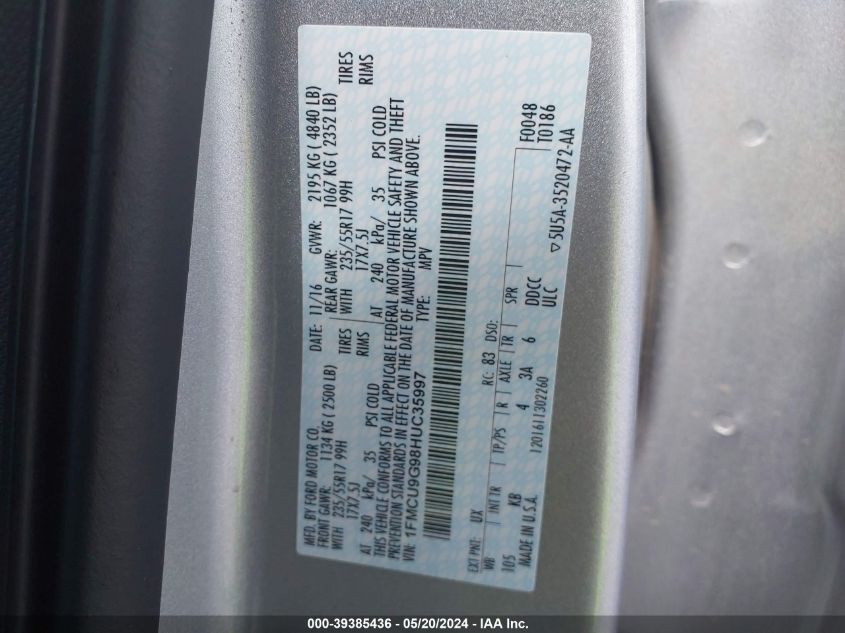 MFD. BY FORD MOTOR CO.
DATE: 11/16 GVWR: 2195 KG ( 4840 LB)
FRONT GAWR: 1134 KG ( 2500 LB)
REAR GAWR: 1067 KG ( 2352 LB)
WITH 235/55R17 99H TIRES
WITH 235/55R17 99H TIRES
17X7.5J RIMS
17X7.5J RIMS
AT 240 kPa/ 35 PSI COLD
AT 240 kPa/ 35 PSI COLD
THIS VEHICLE CONFORMS TO ALL APPLICABLE FEDERAL MOTOR VEHICLE SAFETY AND THEFT
PREVENTION STANDARDS IN EFFECT ON THE DATE OF MANUFACTURE SHOWN ABOVE.
VIN: 1FMCU9G98HUC35997 TYPE: MPV
EXT PNT: UX RC: 83 DSO: F0048
WB INT TR TP/PS R AXLE TR SPR T0186
105 KB 4 3A 6 DDCC
MADE IN U.S.A. 1201611302260 ULC
▽ 5U5A-3520472-AA
000-39385436 - 05/20/2024 - IAA Inc.